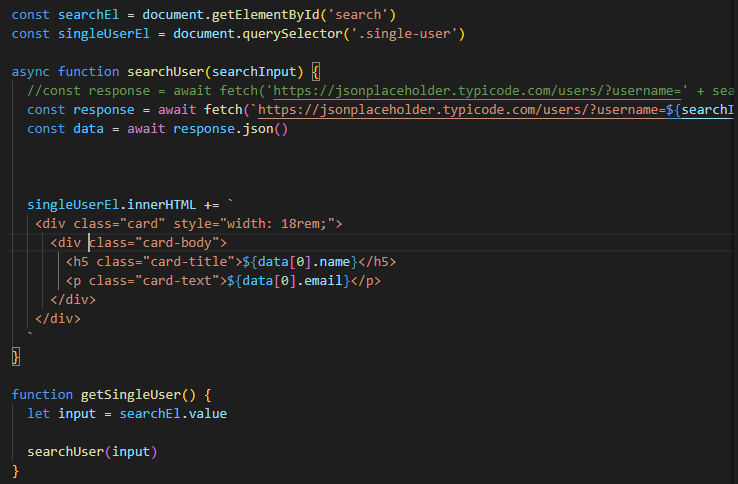 const searchEl = document.getElementById('search')
const singleUserEl = document.querySelector('.single-user')
async function searchUser(searchInput) {
//const response = await fetch('https://jsonplaceholder.typicode.com/users/?username=' + sea
const response = await fetch(`https://jsonplaceholder.typicode.com/users/?username=${searchI
const data = await response.json()
singleUserEl.innerHTML += `
<div class="card" style="width: 18rem;">
<div class="card-body">
<h5 class="card-title">${data[0].name}</h5>
<p class="card-text">${data[0].email}</p>
</div>
</div>
`
}
function getSingleUser() {
let input = searchEl.value
searchUser(input)
}